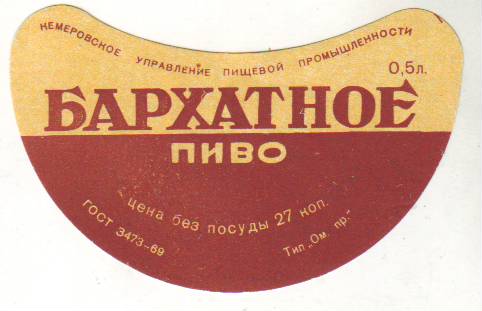 КЕМЕРОВСКОЕ УПРАВЛЕНИЕ ПИЩЕВОЙ ПРОМЫШЛЕННОСТИ
0,5л.
БАРХАТНОЕ
ПИВО
цена без посуды 27 коп.
ГОСТ 3473-69
Тип „Ом. пр."